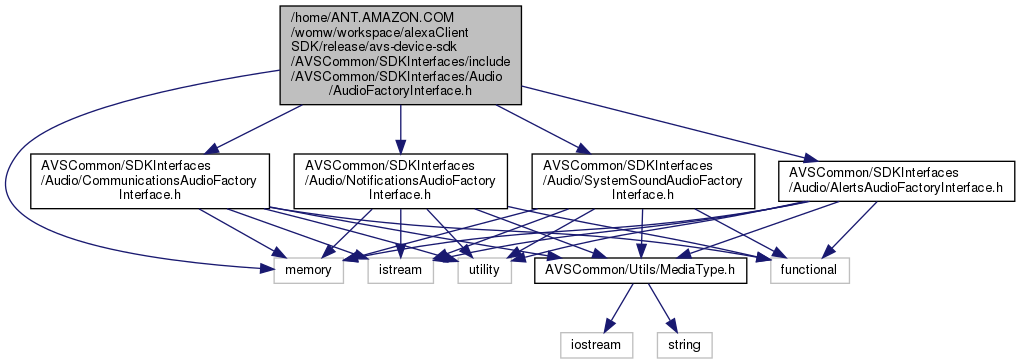 /home/ANT.AMAZON.COM
/womw/workspace/alexaClient
SDK/release/avs-device-sdk
/AVSCommon/SDKInterfaces/include
/AVSCommon/SDKInterfaces/Audio
/AudioFactoryInterface.h
AVSCommon/SDKInterfaces
/Audio/CommunicationsAudioFactory
Interface.h
AVSCommon/SDKInterfaces
/Audio/NotificationsAudioFactory
Interface.h
AVSCommon/SDKInterfaces
/Audio/SystemSoundAudioFactory
Interface.h
AVSCommon/SDKInterfaces
/Audio/AlertsAudioFactoryInterface.h
memory
istream
utility
AVSCommon/Utils/MediaType.h
functional
iostream
string